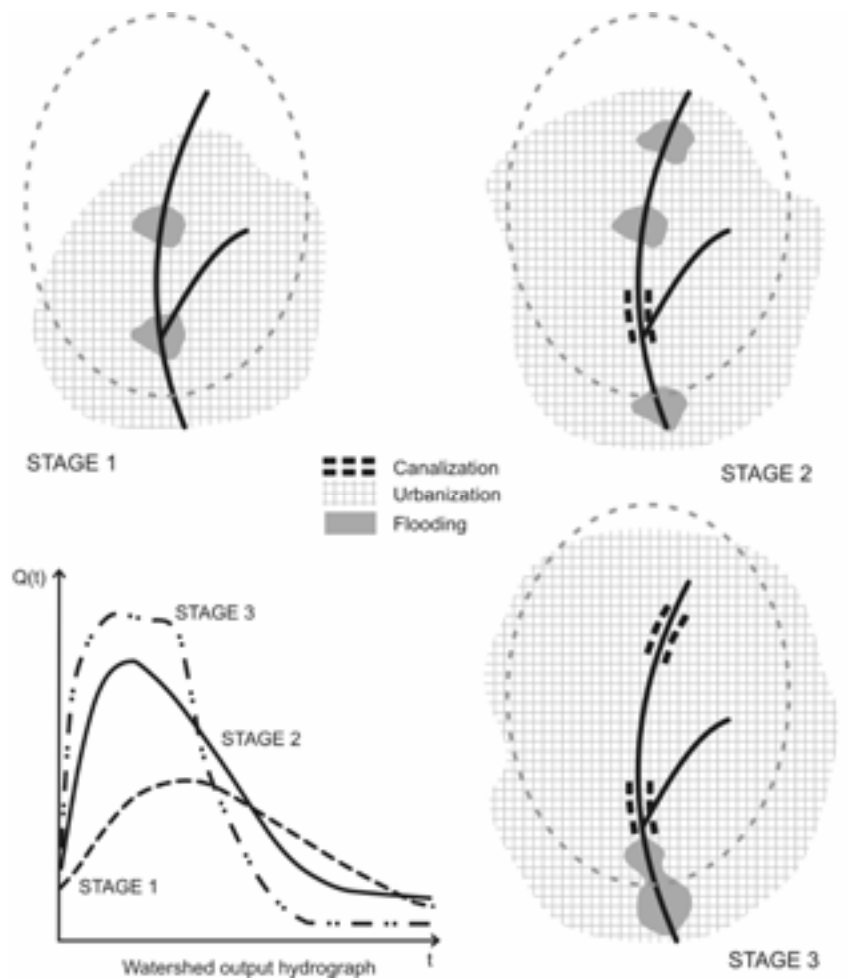 STAGE 1
STAGE 2
Canalization
Urbanization
Flooding
Q(t)
STAGE 3
STAGE 2
STAGE 1
t
Watershed output hydrograph
STAGE 3